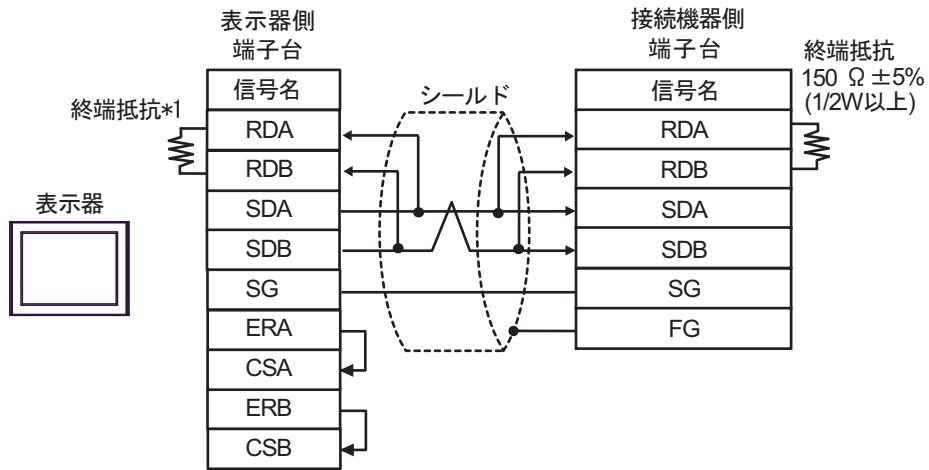 表示器側
端子台
信号名
RDA
RDB
SDA
SDB
SG
ERA
CSA
ERB
CSB
終端抵抗*1
表示器
シールド
接続機器側
端子台
信号名
RDA
RDB
SDA
SDB
SG
FG
終端抵抗
150 Ω ±5%
(1/2W以上)